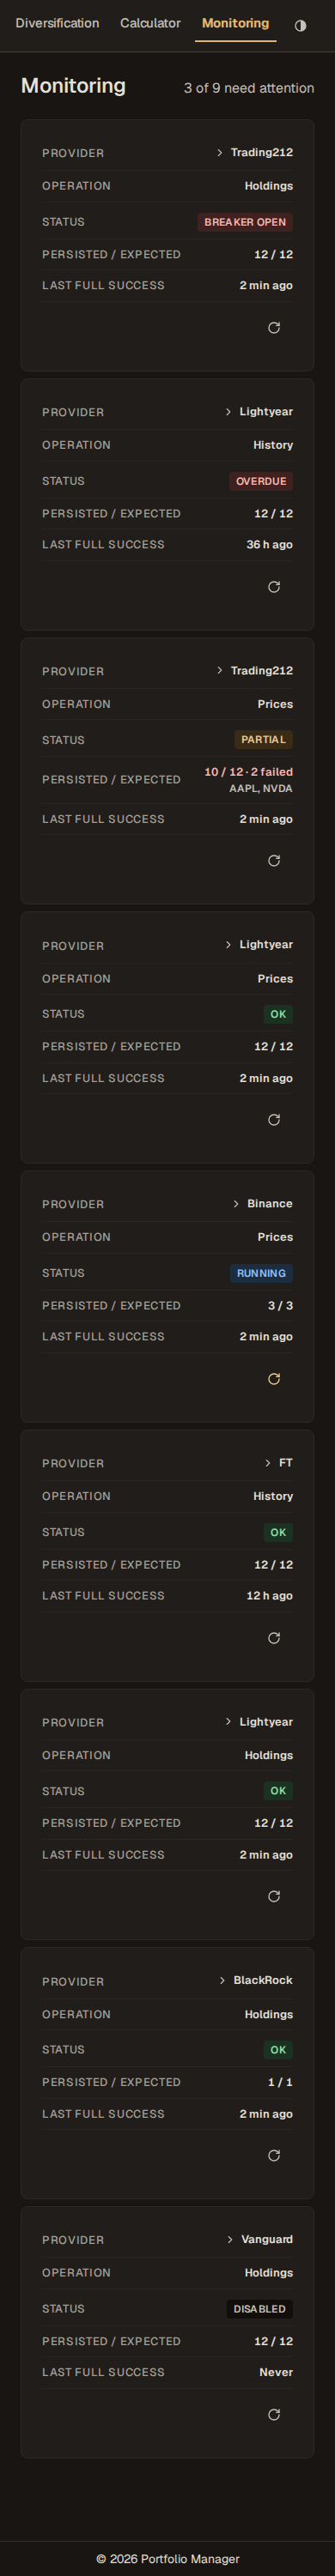 Diversification Calculator Monitoring
Monitoring 3 of 9 need attention
PROVIDER Trading212
OPERATION Holdings
STATUS BREAKER OPEN
PERSISTED / EXPECTED 12 / 12
LAST FULL SUCCESS 2 min ago
PROVIDER Lightyear
OPERATION History
STATUS OVERDUE
PERSISTED / EXPECTED 12 / 12
LAST FULL SUCCESS 36 h ago
PROVIDER Trading212
OPERATION Prices
STATUS PARTIAL
PERSISTED / EXPECTED 10 / 12 · 2 failed
AAPL, NVDA
LAST FULL SUCCESS 2 min ago
PROVIDER Lightyear
OPERATION Prices
STATUS OK
PERSISTED / EXPECTED 12 / 12
LAST FULL SUCCESS 2 min ago
PROVIDER Binance
OPERATION Prices
STATUS RUNNING
PERSISTED / EXPECTED 3 / 3
LAST FULL SUCCESS 2 min ago
PROVIDER FT
OPERATION History
STATUS OK
PERSISTED / EXPECTED 12 / 12
LAST FULL SUCCESS 12 h ago
PROVIDER Lightyear
OPERATION Holdings
STATUS OK
PERSISTED / EXPECTED 12 / 12
LAST FULL SUCCESS 2 min ago
PROVIDER BlackRock
OPERATION Holdings
STATUS OK
PERSISTED / EXPECTED 1 / 1
LAST FULL SUCCESS 2 min ago
PROVIDER Vanguard
OPERATION Holdings
STATUS DISABLED
PERSISTED / EXPECTED 12 / 12
LAST FULL SUCCESS Never
© 2026 Portfolio Manager